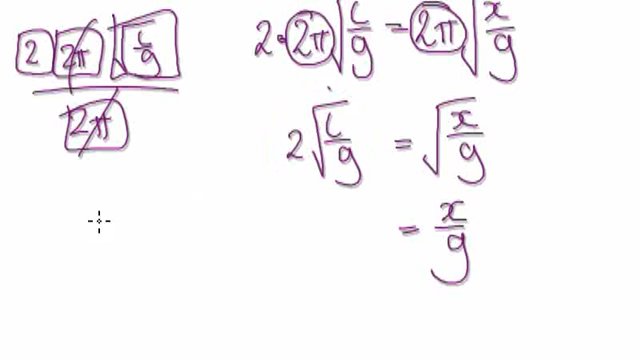 2 2π √(L/g)
2π
2 · 2π √(L/g) = 2π √(x/g)
2 √(L/g) = √(x/g)
= x/g